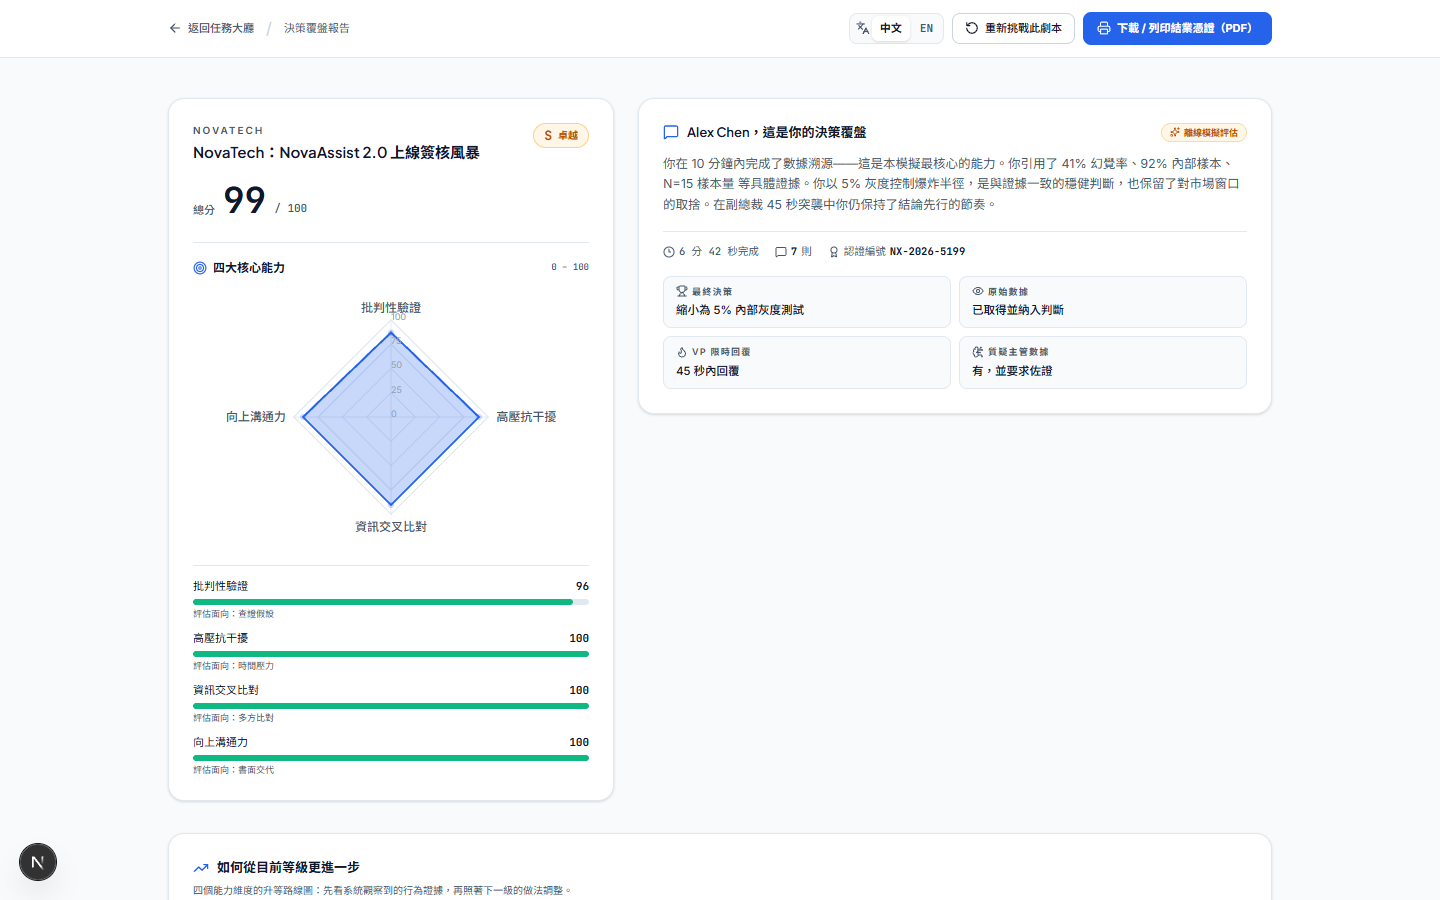 返回任務大廳 / 決策覆盤報告
中文 EN
重新挑戰此劇本
下載 / 列印結業憑證（PDF）
NOVATECH
NovaTech：NovaAssist 2.0 上線簽核風暴
S 卓越
總分 99 / 100
四大核心能力
0 – 100
批判性驗證
100
75
50
25
0
向上溝通力
高壓抗干擾
資訊交叉比對
批判性驗證 96
評估面向：查證假設
高壓抗干擾 100
評估面向：時間壓力
資訊交叉比對 100
評估面向：多方比對
向上溝通力 100
評估面向：書面交代
Alex Chen，這是你的決策覆盤
離線模擬評估
你在 10 分鐘內完成了數據溯源——這是本模擬最核心的能力。你引用了 41% 幻覺率、92% 內部樣本、
N=15 樣本量 等具體證據。你以 5% 灰度控制爆炸半徑，是與證據一致的穩健判斷，也保留了對市場窗口
的取捨。在副總裁 45 秒突襲中你仍保持了結論先行的節奏。
6 分 42 秒完成
7 則
認證編號 NX-2026-5199
最終決策
縮小為 5% 內部灰度測試
原始數據
已取得並納入判斷
VP 限時回覆
45 秒內回覆
質疑主管數據
有，並要求佐證
N
如何從目前等級更進一步
四個能力維度的升等路線圖：先看系統觀察到的行為證據，再照著下一級的做法調整。